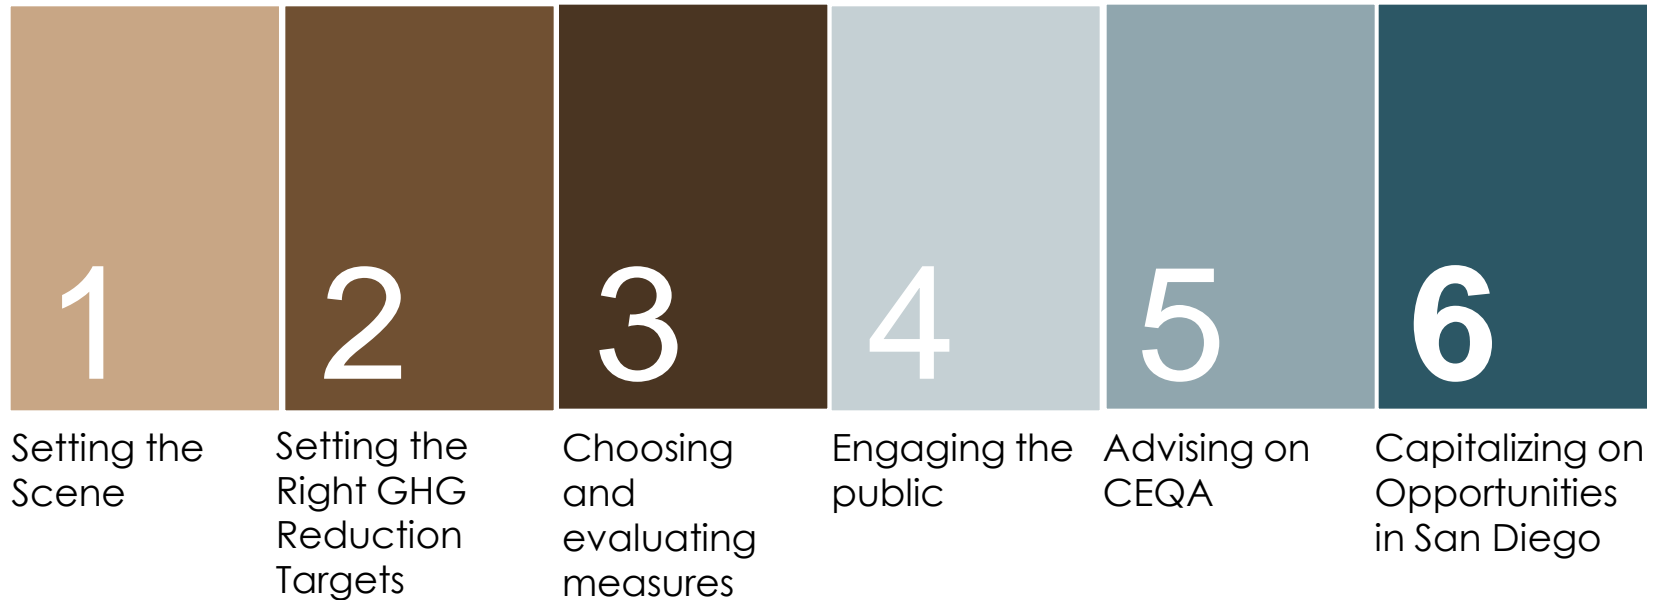 1
Setting the
Scene
2
Setting the
Right GHG
Reduction
Targets
3
Choosing
and
evaluating
measures
4
Engaging the
public
5
Advising on
CEQA
6
Capitalizing on
Opportunities
in San Diego